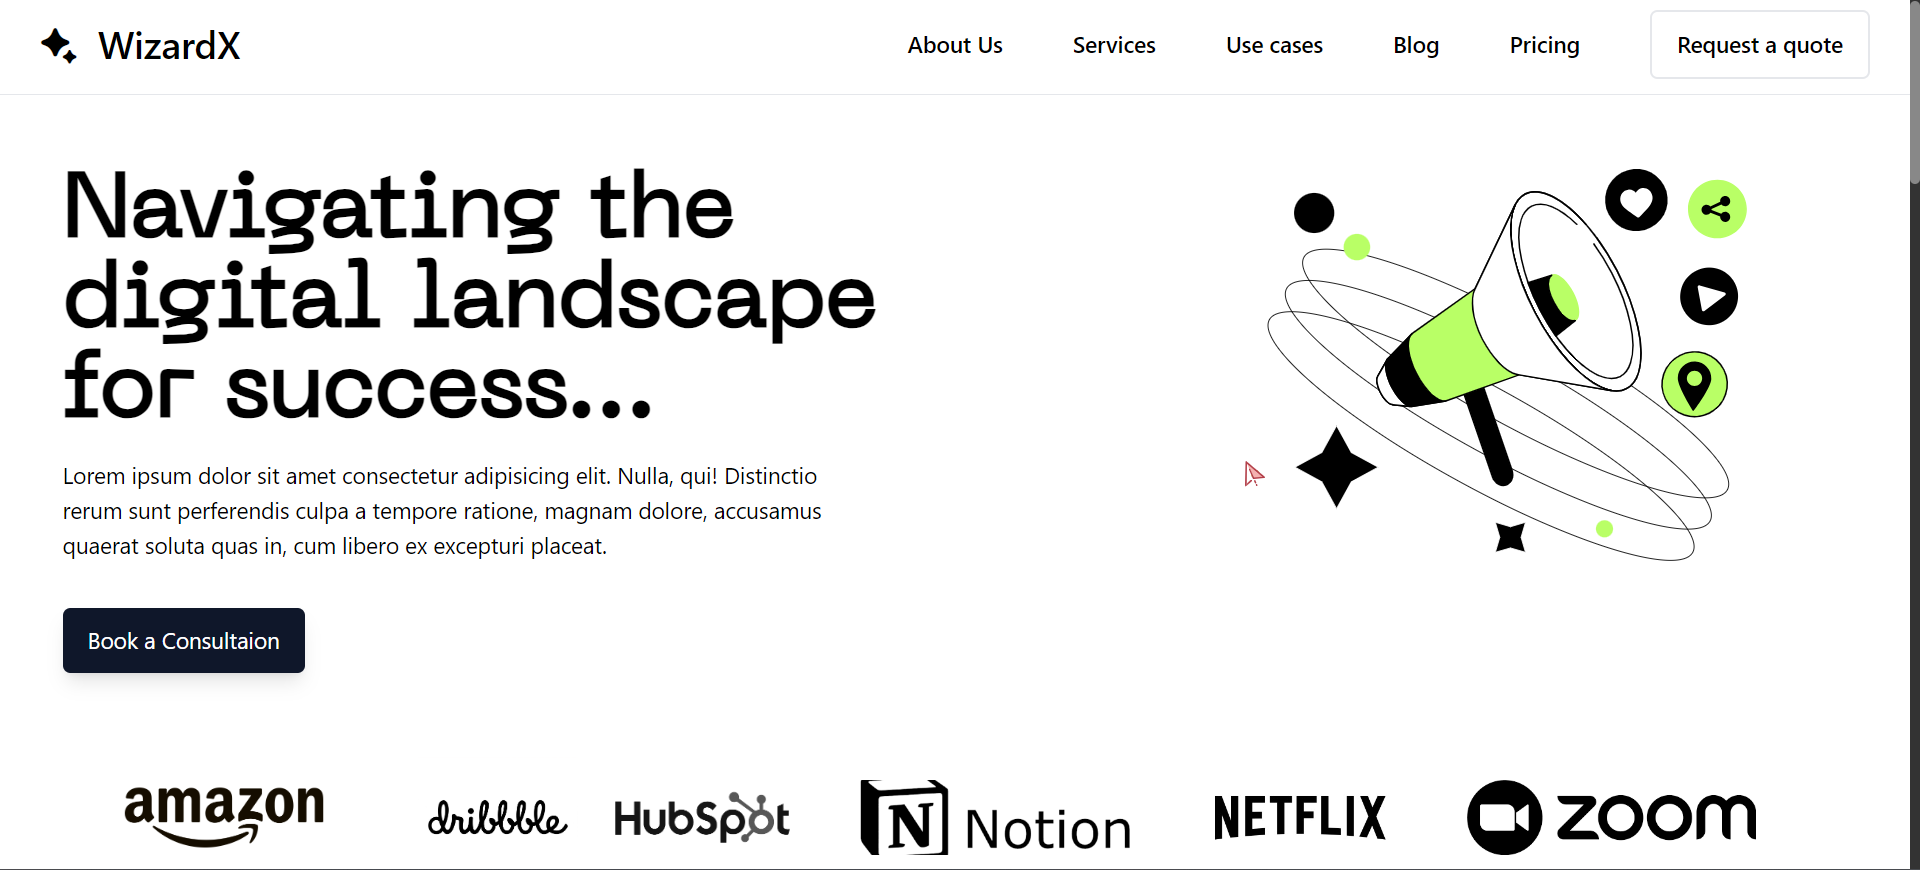 WizardX
About Us
Services
Use cases
Blog
Pricing
Request a quote
Navigating the
digital landscape
for success...
Lorem ipsum dolor sit amet consectetur adipisicing elit. Nulla, qui! Distinctio
rerum sunt perferendis culpa a tempore ratione, magnam dolore, accusamus
quaerat soluta quas in, cum libero ex excepturi placeat.
Book a Consultaion
amazon
dribbble
HubSpot
N Notion
NETFLIX
zoom